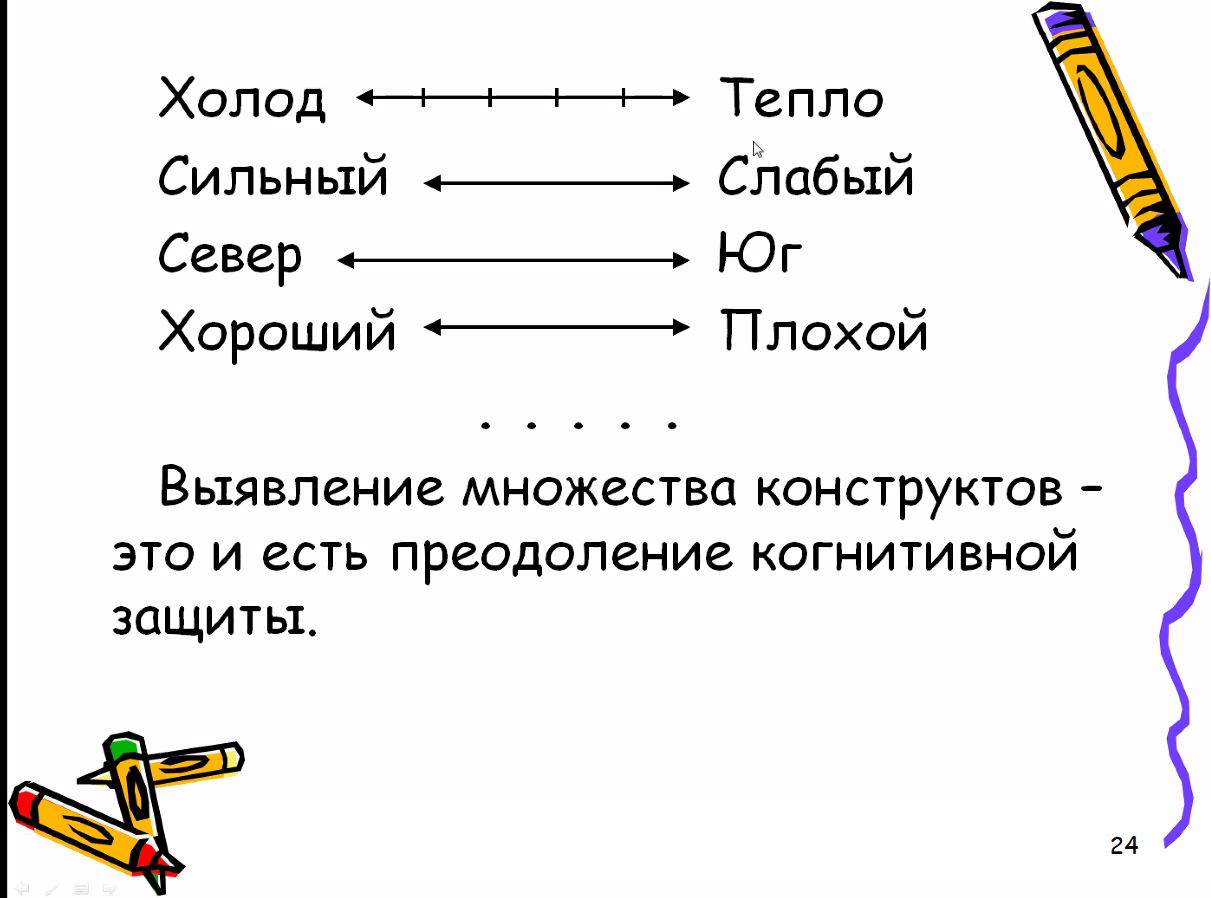 Холод Тепло
Сильный Слабый
Север Юг
Хороший Плохой
. . . . .
Выявление множества конструктов –
это и есть преодоление когнитивной
защиты.
24